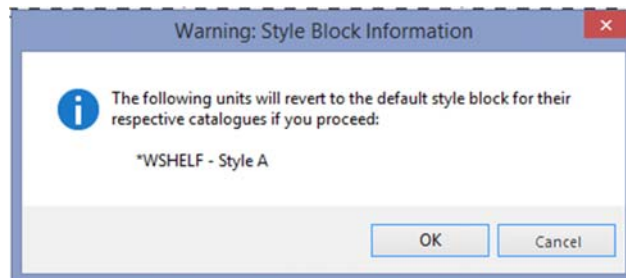 Warning: Style Block Information
The following units will revert to the default style block for their
respective catalogues if you proceed:
*WSHELF - Style A
OK
Cancel